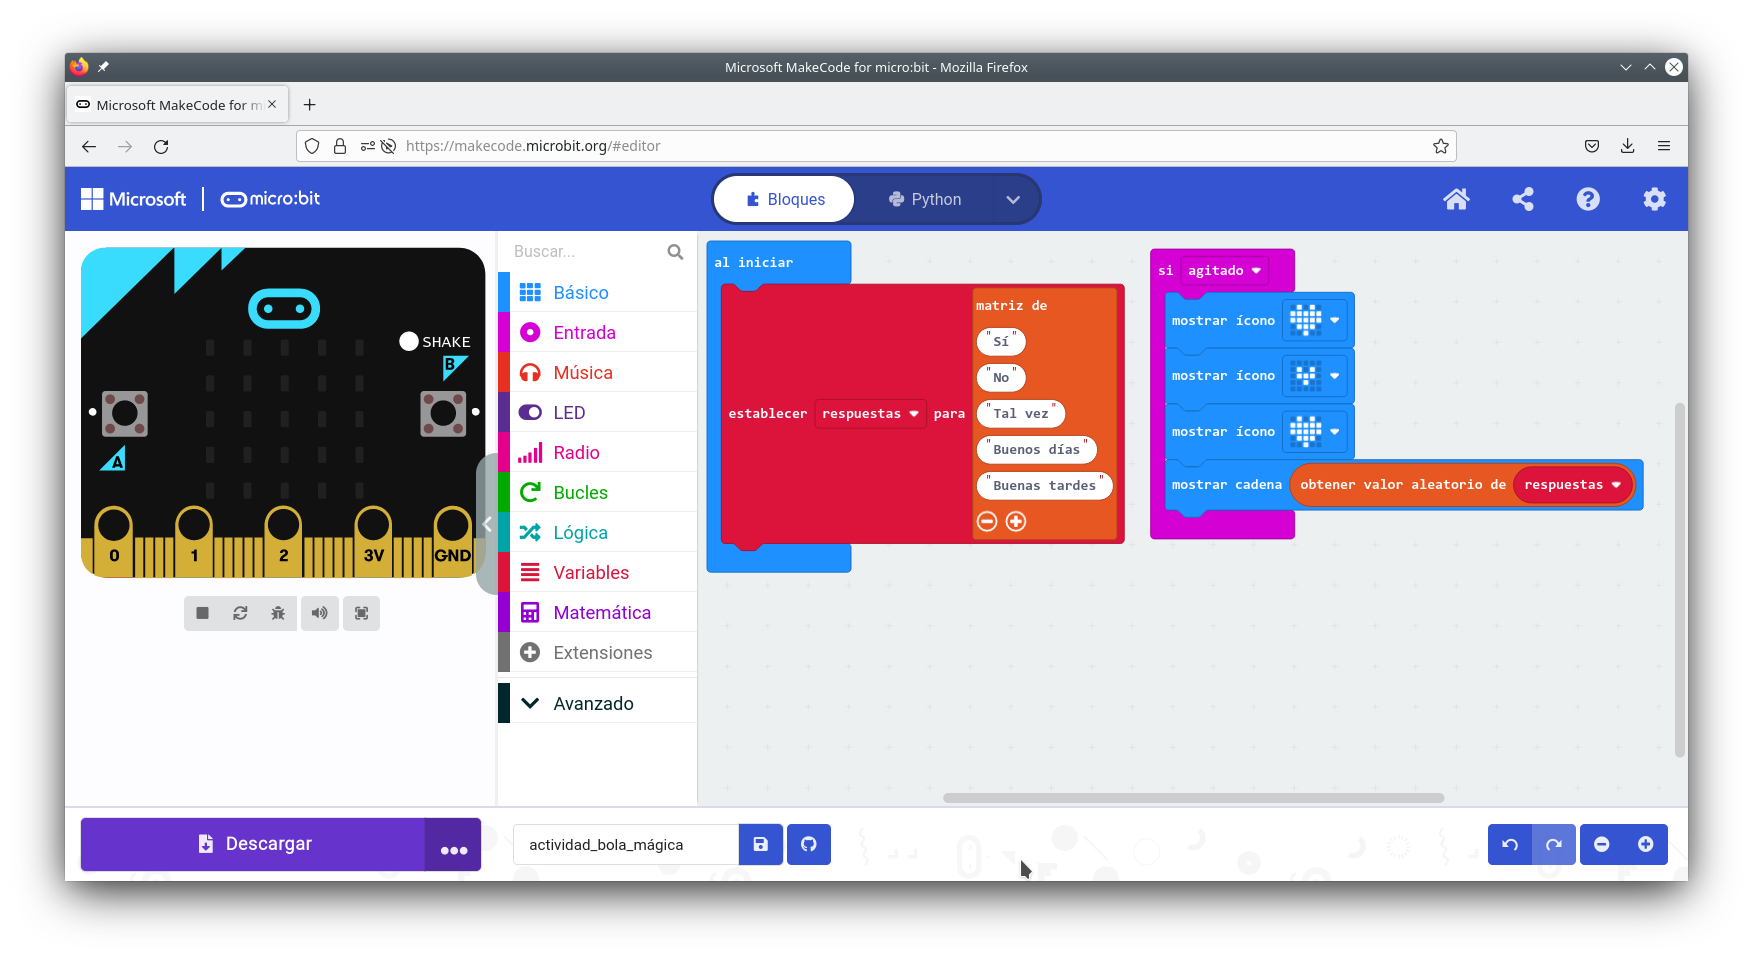 Microsoft MakeCode for micro:bit - Mozilla Firefox
Microsoft MakeCode for m
https://makecode.microbit.org/#editor
Microsoft
micro:bit
Bloques
Python
SHAKE
B
A
0
1
2
3V
GND
Buscar...
Básico
Entrada
Música
LED
Radio
Bucles
Lógica
Variables
Matemática
Extensiones
Avanzado
al iniciar
establecer respuestas para
matriz de
"Sí"
"No"
"Tal vez"
"Buenos días"
"Buenas tardes"
si agitado
mostrar ícono
mostrar ícono
mostrar ícono
mostrar cadena obtener valor aleatorio de respuestas
Descargar
actividad_bola_mágica